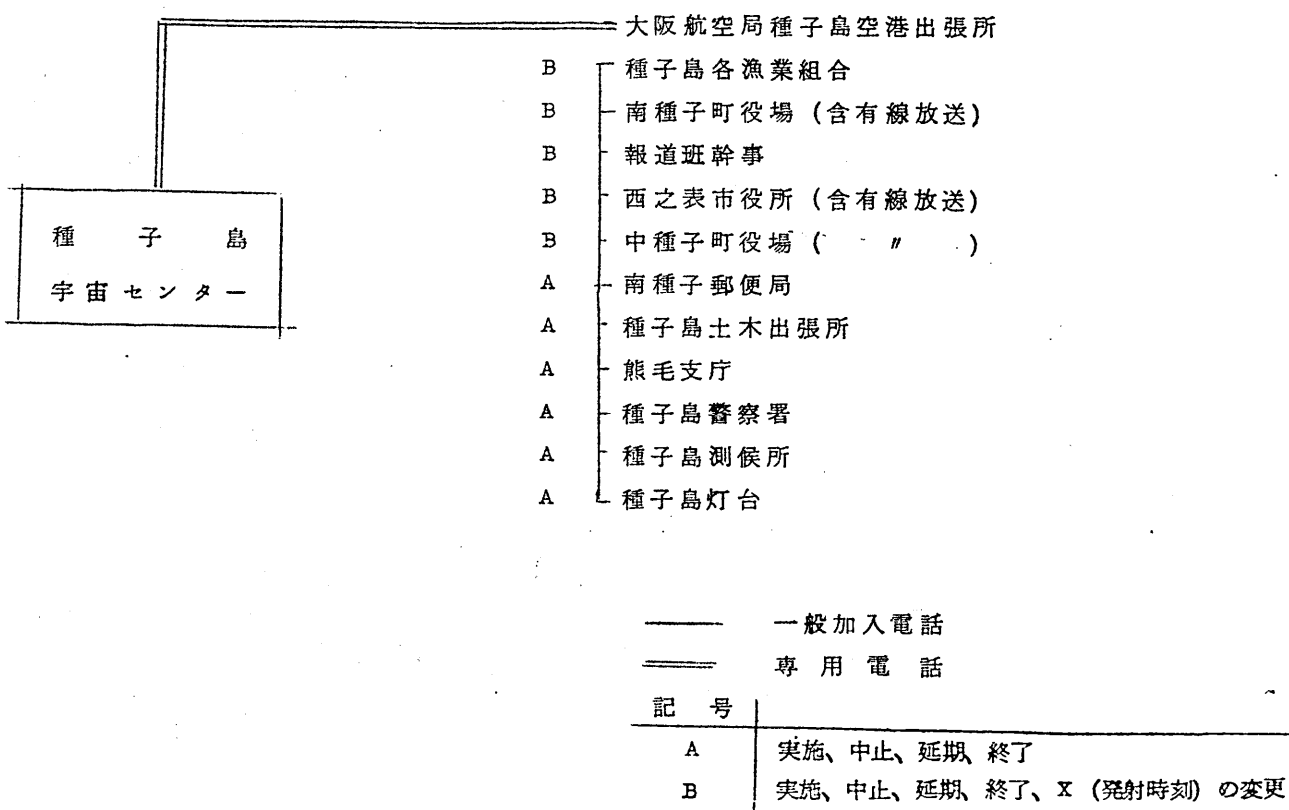 大阪航空局種子島空港出張所
B 種子島各漁業組合
B 南種子町役場 (含有線放送)
B 報道班幹事
B 西之表市役所 (含有線放送)
B 中種子町役場 ( 〃 )
A 南種子郵便局
A 種子島土木出張所
A 熊毛支庁
A 種子島警察署
A 種子島測候所
A 種子島灯台
種子島
宇宙センター
一般加入電話
専用電話
記号
A 実施、中止、延期、終了
B 実施、中止、延期、終了、X (発射時刻) の変更